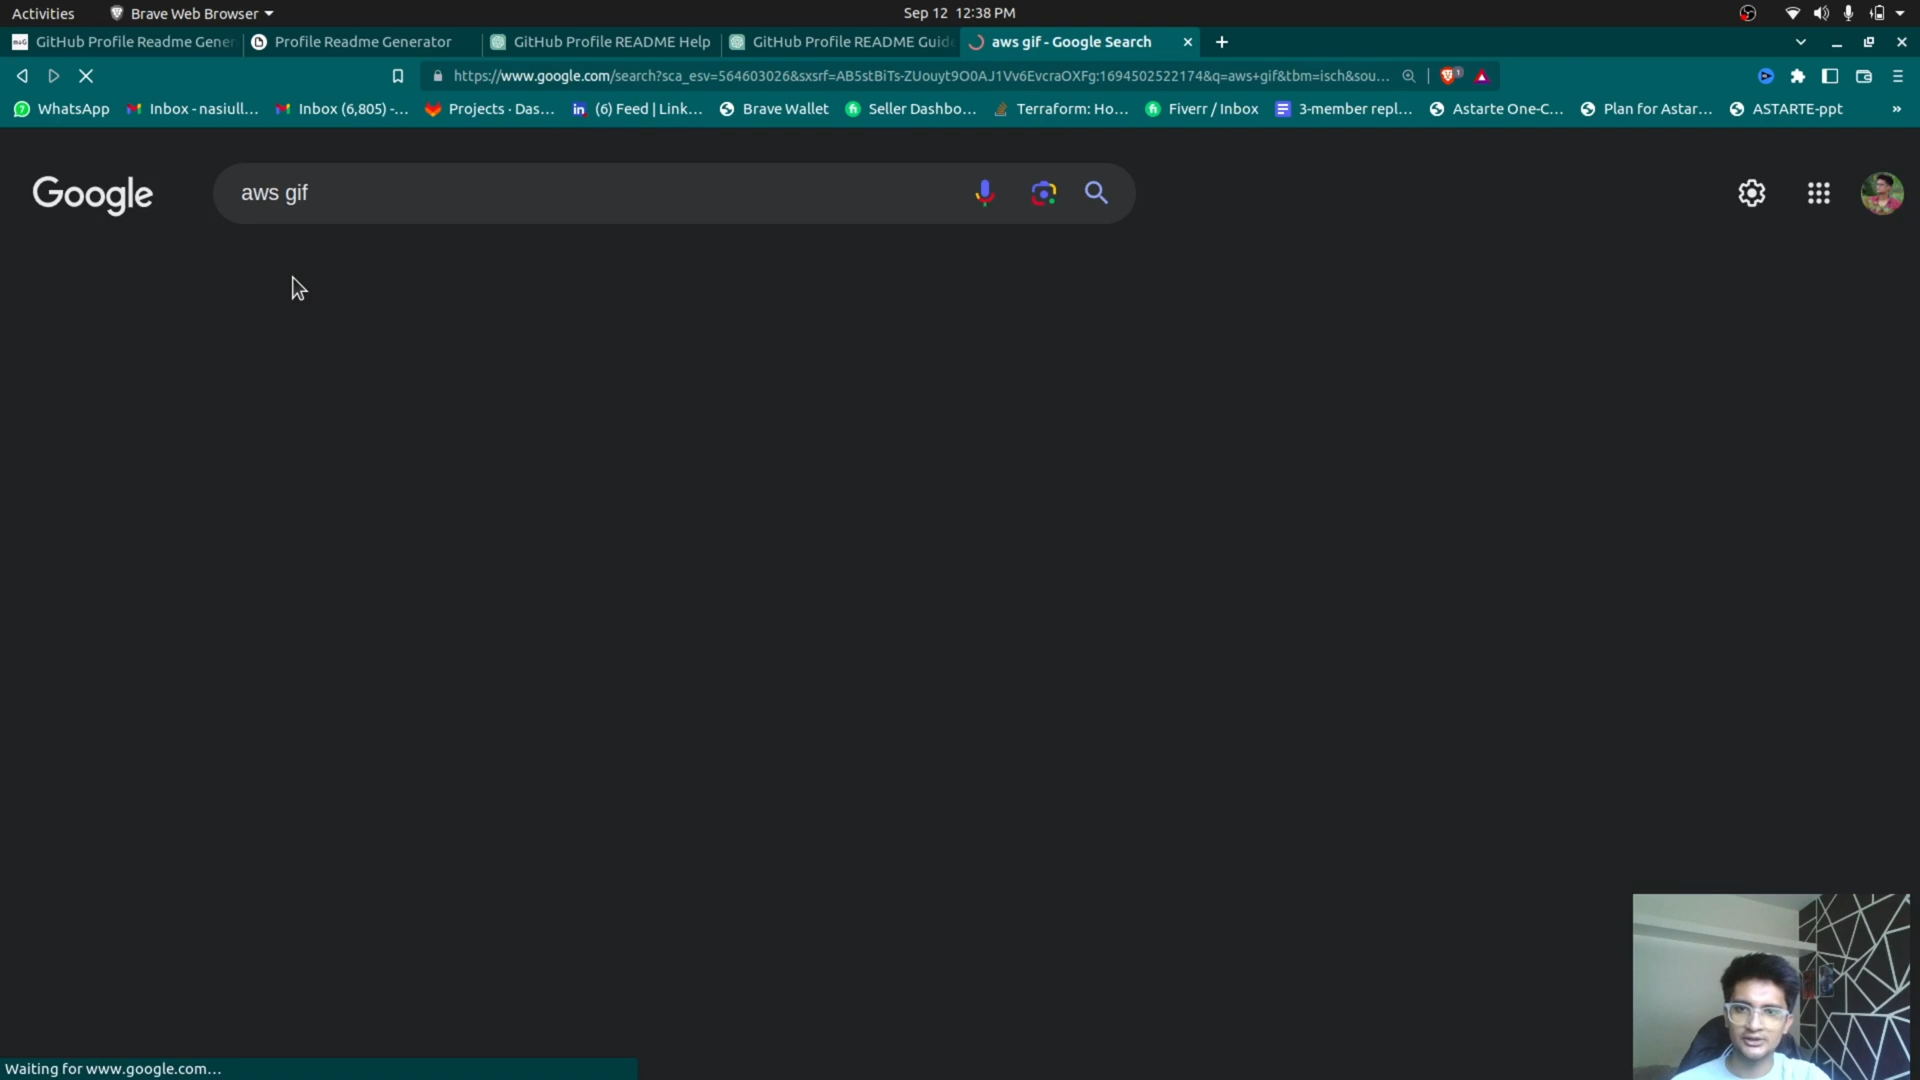 Activities
Brave Web Browser
Sep 12 12:38 PM
GitHub Profile Readme Gener
Profile Readme Generator
GitHub Profile README Help
GitHub Profile README Guid
aws gif - Google Search
https://www.google.com/search?sca_esv=564603026&sxsrf=AB5stBiTs-ZUouyt9O0AJ1Vv6EvcraOXFg:1694502522174&q=aws+gif&tbm=isch&sou...
1
WhatsApp
Inbox - nasiull...
Inbox (6,805) -...
Projects · Das...
in (6) Feed | Link...
Brave Wallet
Seller Dashbo...
Terraform: Ho...
Fiverr / Inbox
3-member repl...
Astarte One-C...
Plan for Astar...
ASTARTE-ppt
»
Google
aws gif
Waiting for www.google.com...